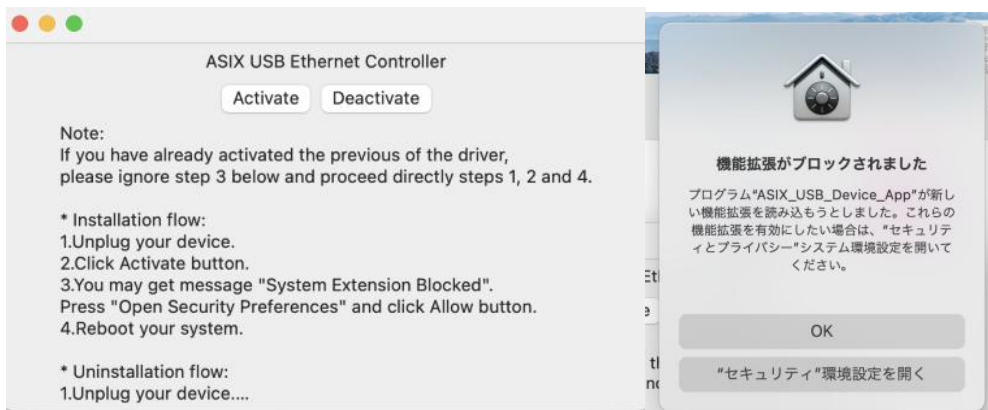 ASIX USB Ethernet Controller
Activate
Deactivate
Note:
If you have already activated the previous of the driver,
please ignore step 3 below and proceed directly steps 1, 2 and 4.
* Installation flow:
1.Unplug your device.
2.Click Activate button.
3.You may get message "System Extension Blocked".
Press "Open Security Preferences" and click Allow button.
4.Reboot your system.
* Uninstallation flow:
1.Unplug your device....
機能拡張がブロックされました
プログラム"ASIX_USB_Device_App"が新し
い機能拡張を読み込もうとしました。これらの
機能拡張を有効にしたい場合は、"セキュリテ
ィとプライバシー"システム環境設定を開いて
ください。
OK
"セキュリティ"環境設定を開く